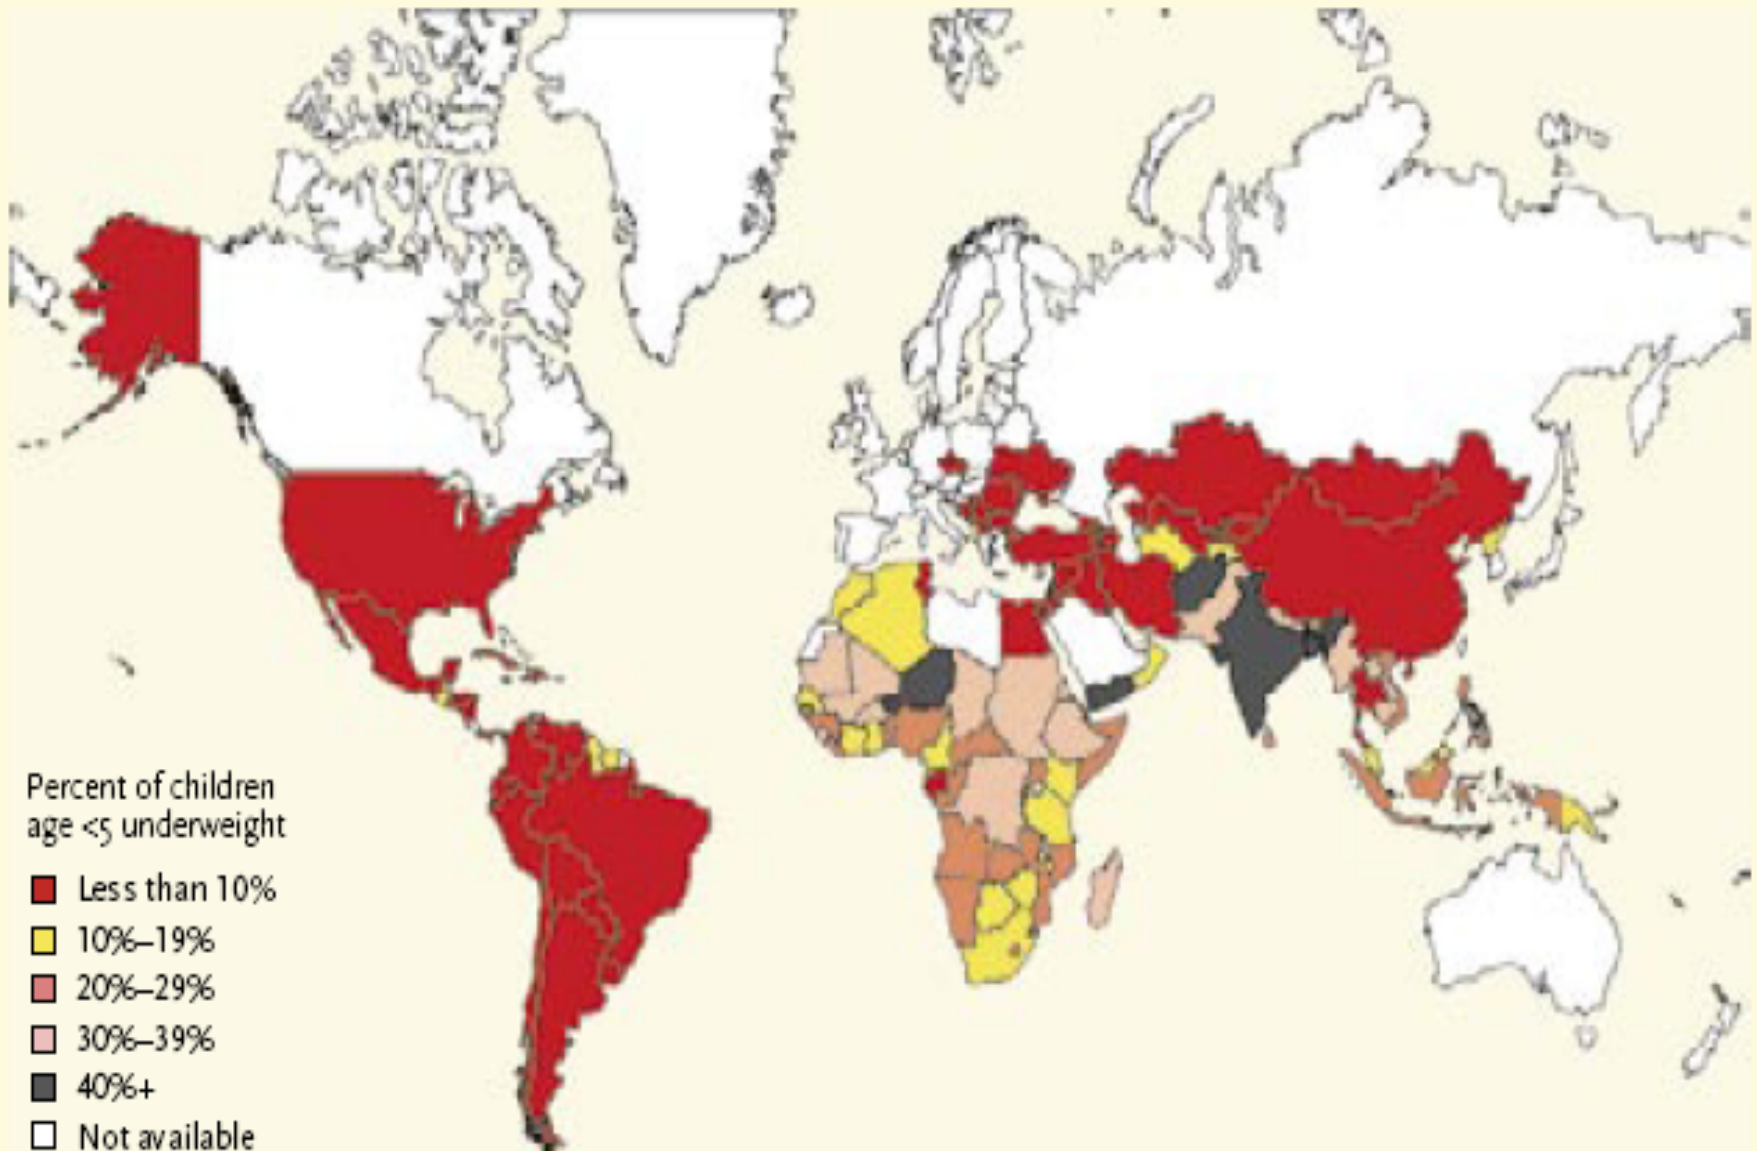 Percent of children
age <5 underweight
Less than 10%
10%–19%
20%–29%
30%–39%
40%+
Not available